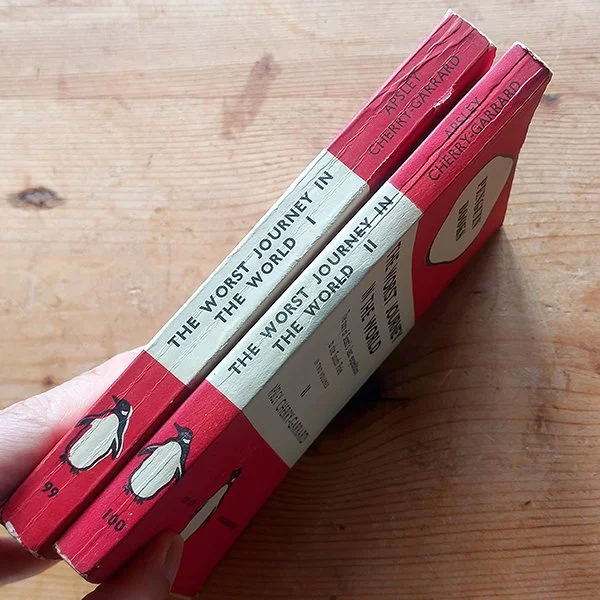 APSLEY
CHERRY-GARRARD
THE WORST JOURNEY IN
THE WORLD I
99
APSLEY
CHERRY-GARRARD
THE WORST JOURNEY IN
THE WORLD II
100
PENGUIN
BOOKS
THE WORST JOURNEY
IN THE WORLD
II
APSLEY CHERRY-GARRARD